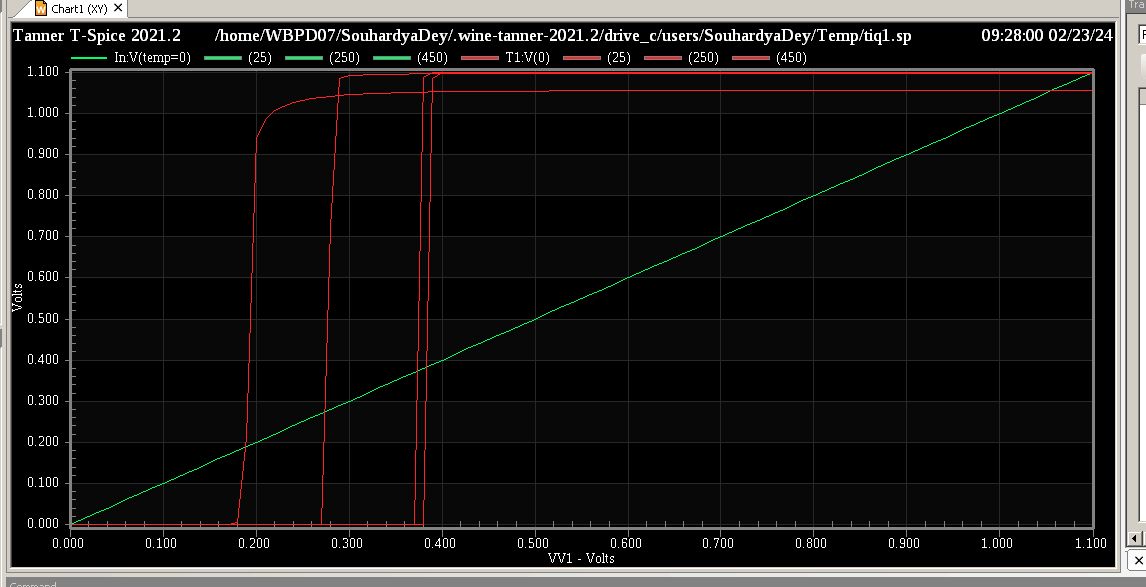 Chart1 (XY)
Tra
Tanner T-Spice 2021.2 /home/WBPD07/SouhardyaDey/.wine-tanner-2021.2/drive_c/users/SouhardyaDey/Temp/tiq1.sp 09:28:00 02/23/24
In:V(temp=0) (25) (250) (450) T1:V(0) (25) (250) (450)
1.100
1.000
0.900
0.800
0.700
0.600
0.500
0.400
0.300
0.200
0.100
0.000
Volts
0.000 0.100 0.200 0.300 0.400 0.500 0.600 0.700 0.800 0.900 1.000 1.100
VV1 - Volts
Command